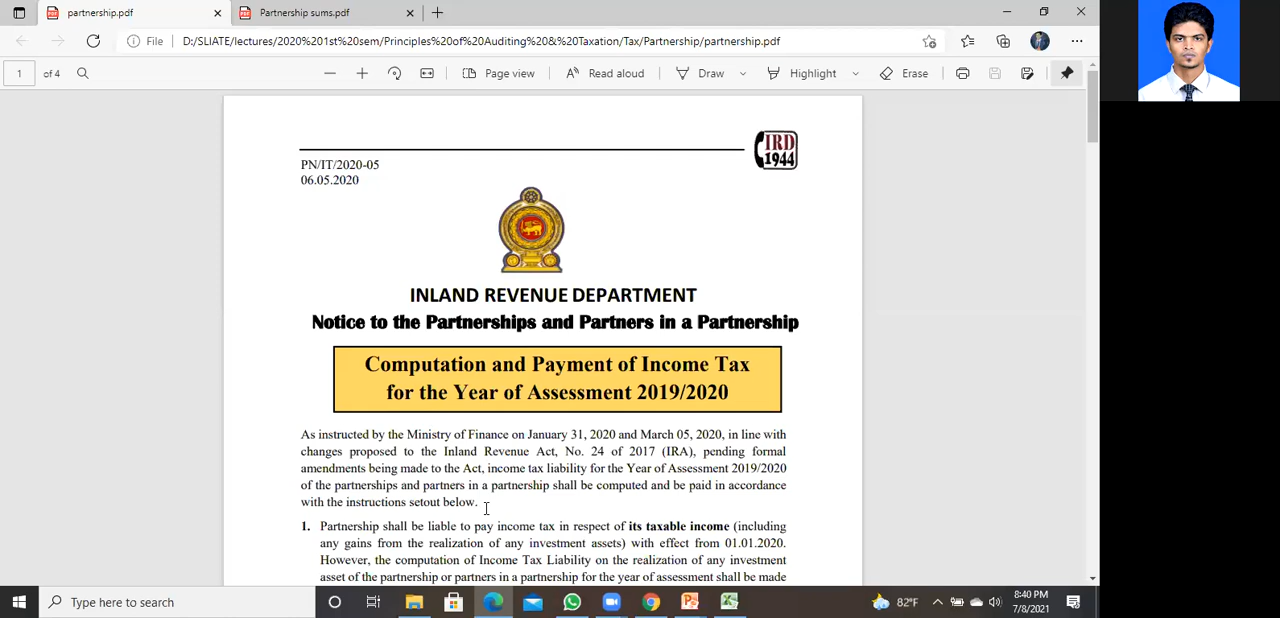 partnership.pdf
Partnership sums.pdf
File
D:/SLIATE/lectures/2020%201st%20sem/Principles%20of%20Auditing%20&%20Taxation/Tax/Partnership/partnership.pdf
1 of 4
Page view
Read aloud
Draw
Highlight
Erase
IRD
1944
PN/IT/2020-05
06.05.2020
INLAND REVENUE DEPARTMENT
Notice to the Partnerships and Partners in a Partnership
Computation and Payment of Income Tax
for the Year of Assessment 2019/2020
As instructed by the Ministry of Finance on January 31, 2020 and March 05, 2020, in line with
changes proposed to the Inland Revenue Act, No. 24 of 2017 (IRA), pending formal
amendments being made to the Act, income tax liability for the Year of Assessment 2019/2020
of the partnerships and partners in a partnership shall be computed and be paid in accordance
with the instructions setout below.
1. Partnership shall be liable to pay income tax in respect of its taxable income (including
any gains from the realization of any investment assets) with effect from 01.01.2020.
However, the computation of Income Tax Liability on the realization of any investment
asset of the partnership or partners in a partnership for the year of assessment shall be made
Type here to search
82°F
8:40 PM
7/8/2021